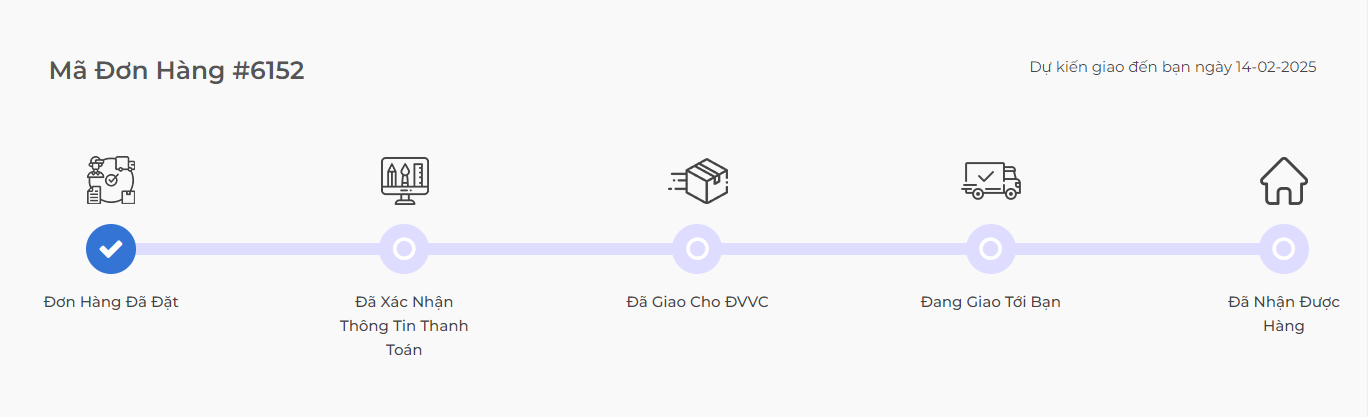 Mã Đơn Hàng #6152
Dự kiến giao đến bạn ngày 14-02-2025
Đơn Hàng Đã Đặt
Đã Xác Nhận
Thông Tin Thanh
Toán
Đã Giao Cho ĐVVC
Đang Giao Tới Bạn
Đã Nhận Được
Hàng